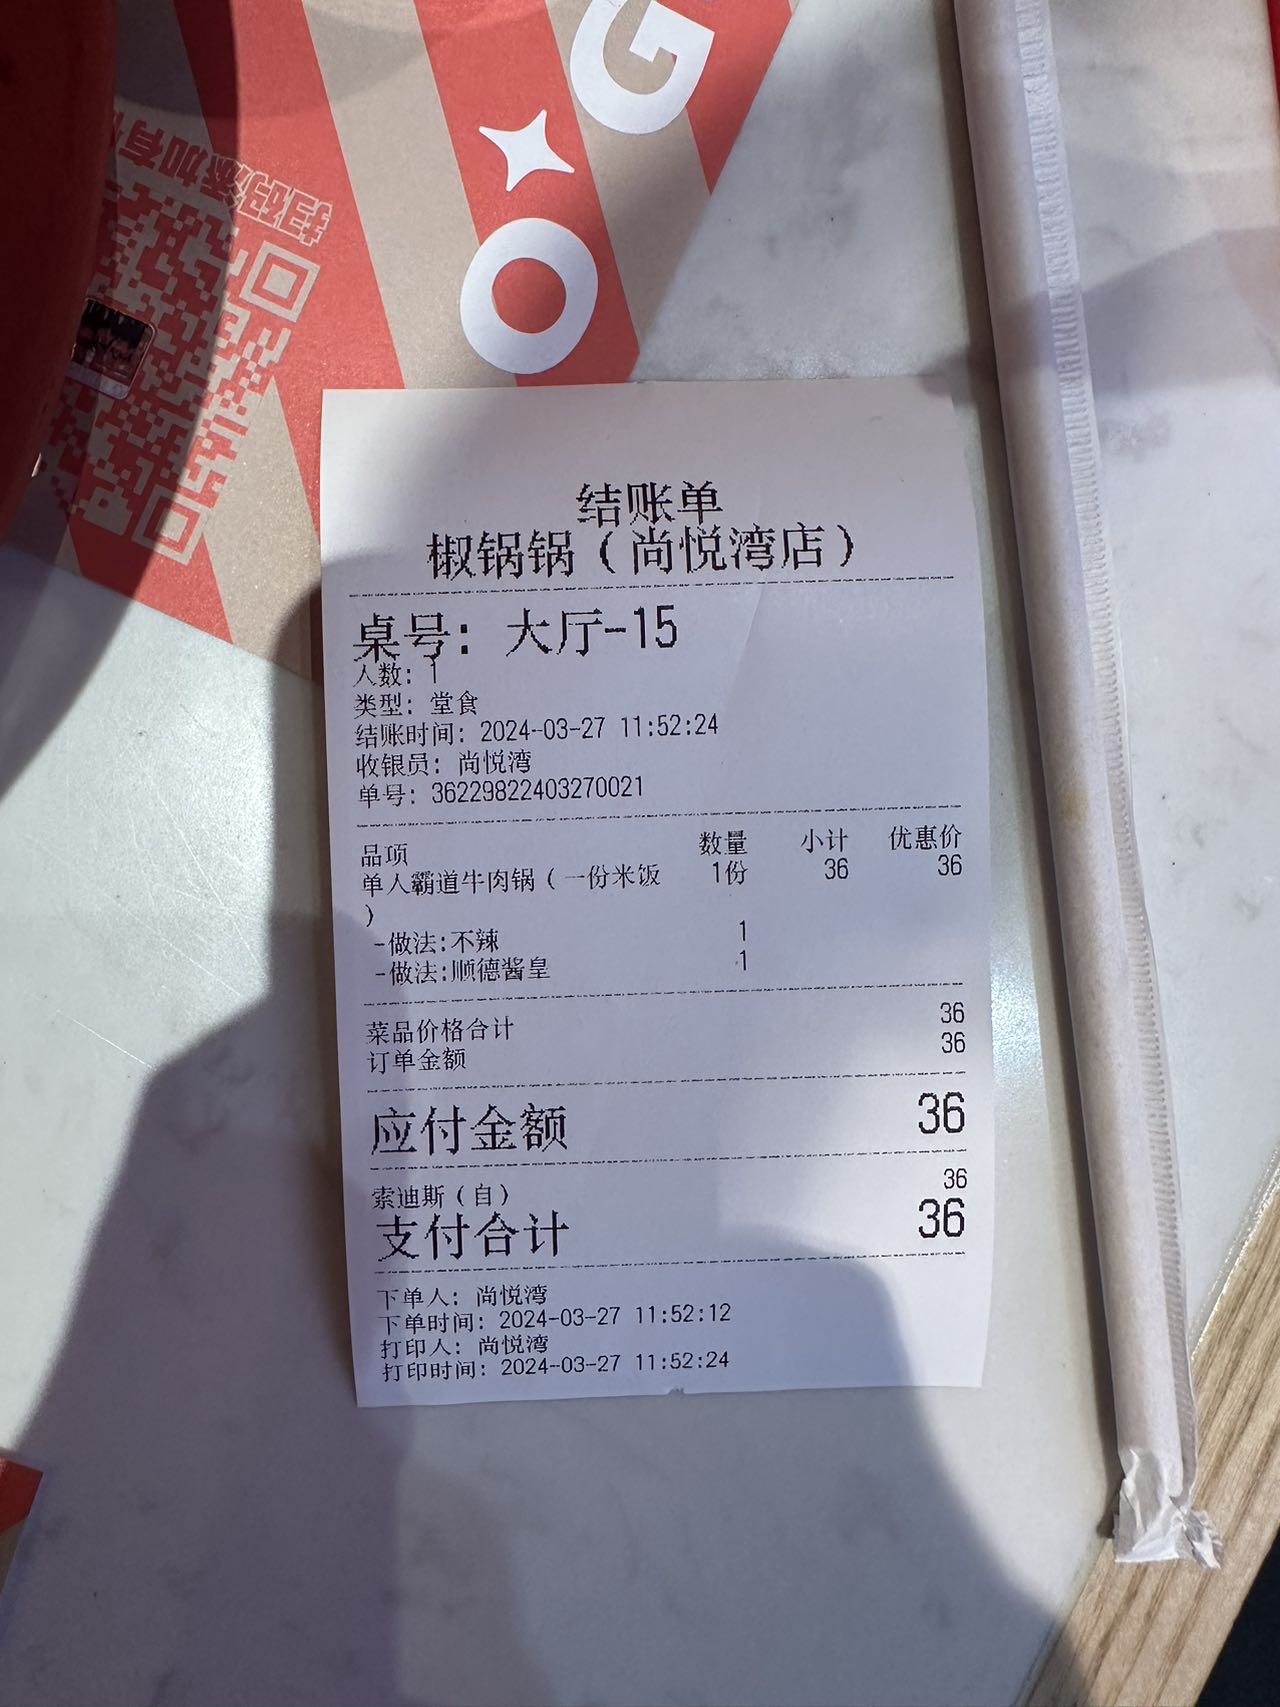 G
O
扫码添加有
结账单
椒锅锅（尚悦湾店）
桌号：大厅-15
人数：1
类型：堂食
结账时间：2024-03-27 11:52:24
收银员：尚悦湾
单号：36229822403270021
品项 数量 小计 优惠价
单人霸道牛肉锅（一份米饭 1份 36 36
）
-做法:不辣 1
-做法:顺德酱皇 1
菜品价格合计 36
订单金额 36
应付金额 36
索迪斯（自） 36
支付合计 36
下单人：尚悦湾
下单时间：2024-03-27 11:52:12
打印人：尚悦湾
打印时间：2024-03-27 11:52:24